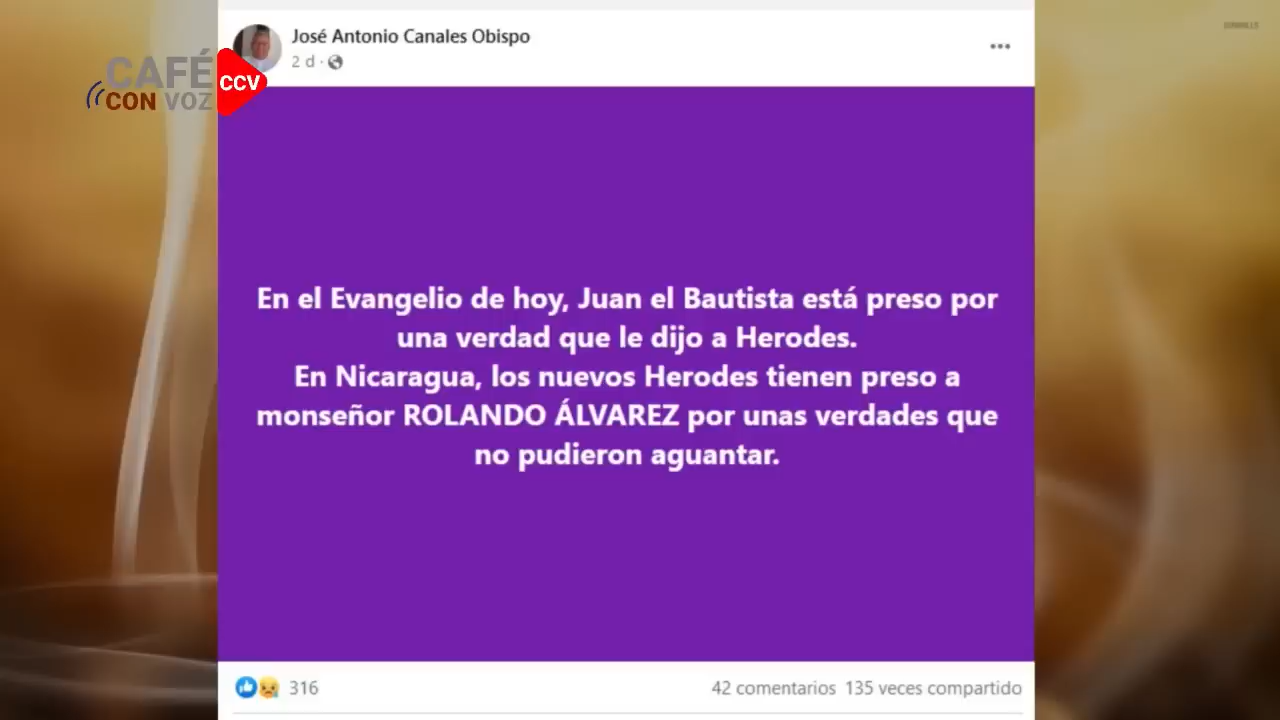 José Antonio Canales Obispo
2 d
CAFÉ
CON VOZ
CCV
En el Evangelio de hoy, Juan el Bautista está preso por
una verdad que le dijo a Herodes.
En Nicaragua, los nuevos Herodes tienen preso a
monseñor ROLANDO ÁLVAREZ por unas verdades que
no pudieron aguantar.
316
42 comentarios 135 veces compartido